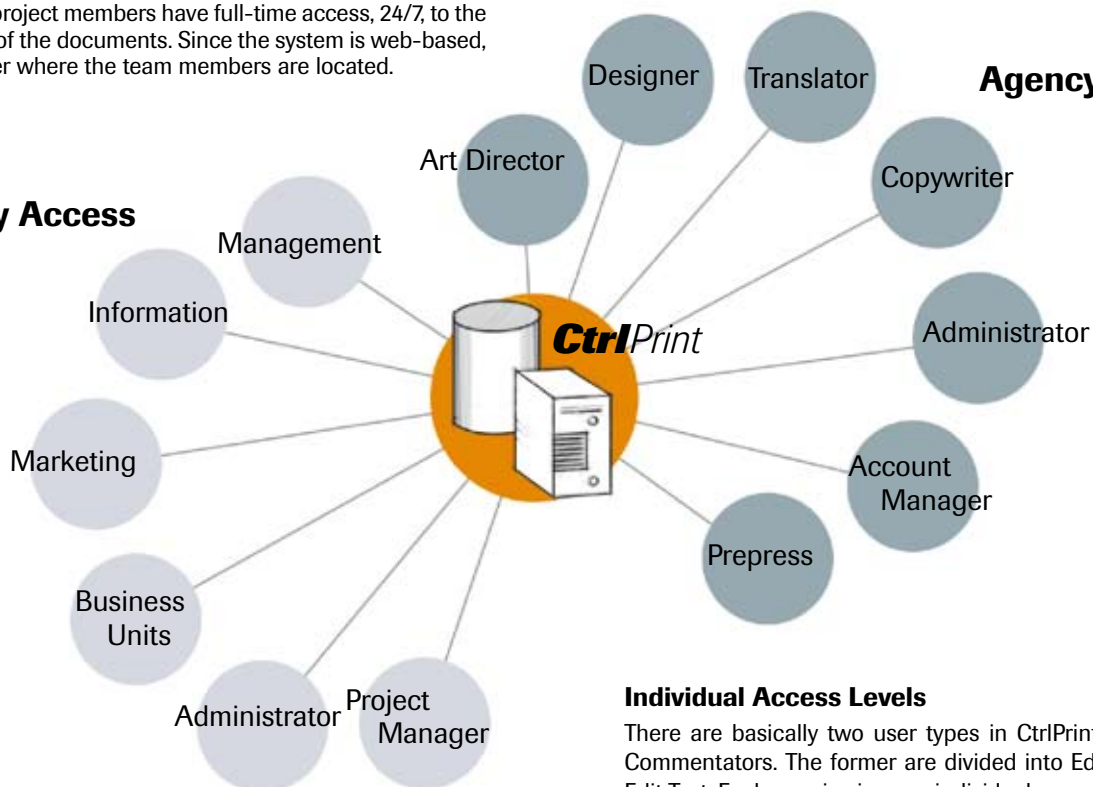 project members have full-time access, 24/7, to the
of the documents. Since the system is web-based,
er where the team members are located.
Designer
Translator
Agency
Art Director
Copywriter
y Access
Management
Information
CtrlPrint
Administrator
Marketing
Account
Manager
Prepress
Business
Units
Administrator
Project
Manager
Individual Access Levels
There are basically two user types in CtrlPrint
Commentators. The former are divided into Ed